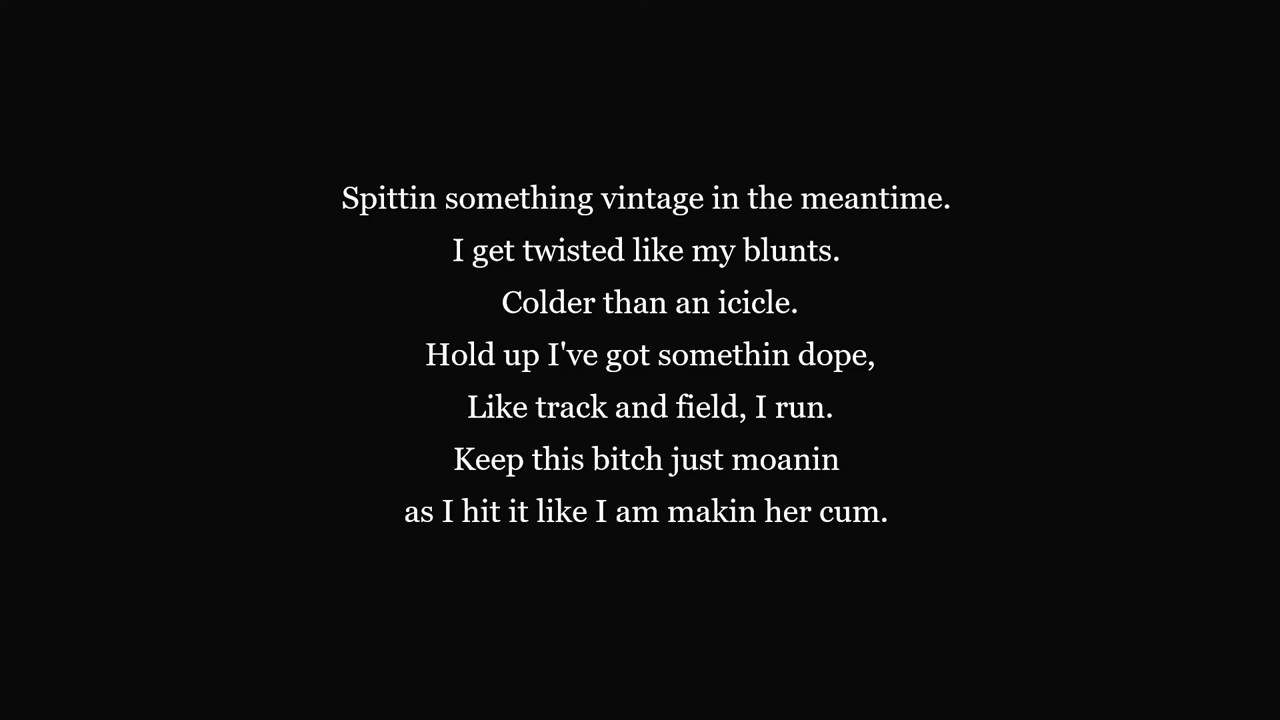 Spittin something vintage in the meantime.
I get twisted like my blunts.
Colder than an icicle.
Hold up I've got somethin dope,
Like track and field, I run.
Keep this bitch just moanin
as I hit it like I am makin her cum.